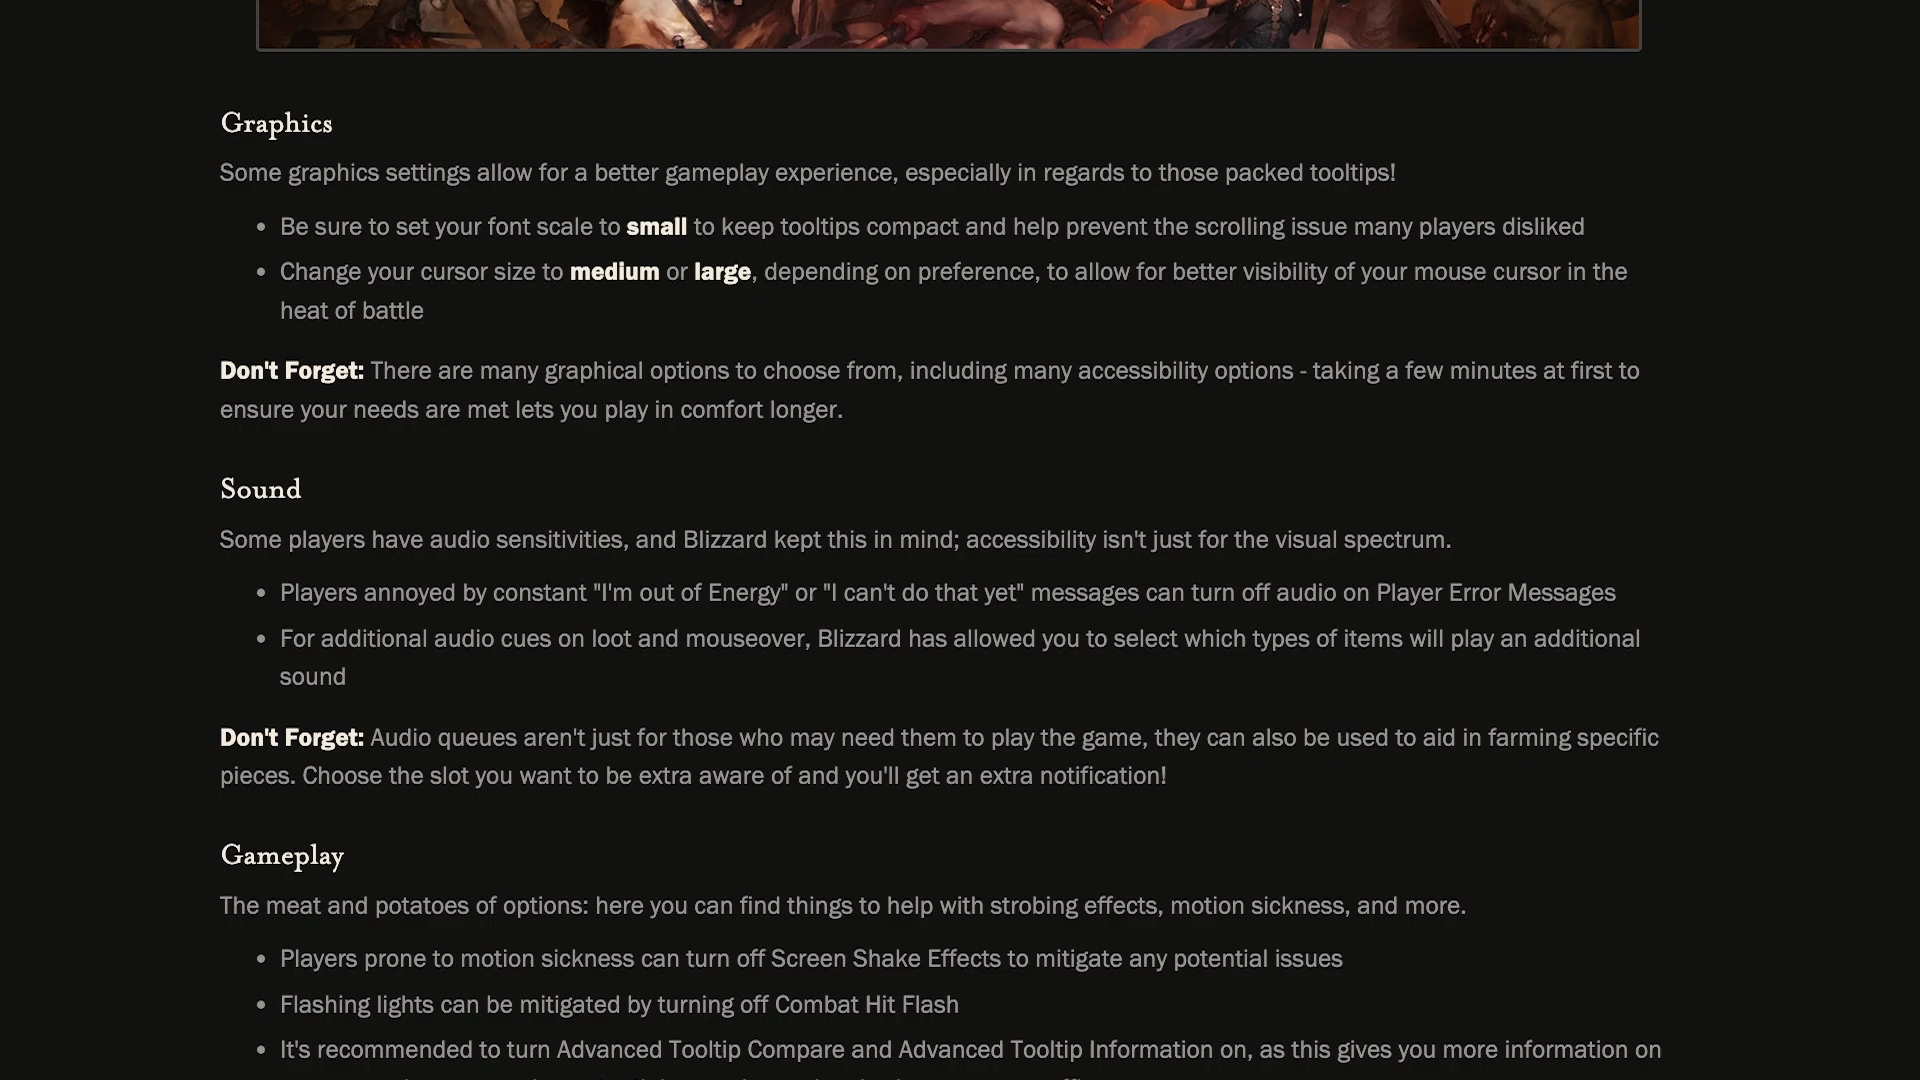 Graphics
Some graphics settings allow for a better gameplay experience, especially in regards to those packed tooltips!
• Be sure to set your font scale to small to keep tooltips compact and help prevent the scrolling issue many players disliked
• Change your cursor size to medium or large, depending on preference, to allow for better visibility of your mouse cursor in the
heat of battle
Don't Forget: There are many graphical options to choose from, including many accessibility options - taking a few minutes at first to
ensure your needs are met lets you play in comfort longer.
Sound
Some players have audio sensitivities, and Blizzard kept this in mind; accessibility isn't just for the visual spectrum.
• Players annoyed by constant "I'm out of Energy" or "I can't do that yet" messages can turn off audio on Player Error Messages
• For additional audio cues on loot and mouseover, Blizzard has allowed you to select which types of items will play an additional
sound
Don't Forget: Audio queues aren't just for those who may need them to play the game, they can also be used to aid in farming specific
pieces. Choose the slot you want to be extra aware of and you'll get an extra notification!
Gameplay
The meat and potatoes of options: here you can find things to help with strobing effects, motion sickness, and more.
• Players prone to motion sickness can turn off Screen Shake Effects to mitigate any potential issues
• Flashing lights can be mitigated by turning off Combat Hit Flash
• It's recommended to turn Advanced Tooltip Compare and Advanced Tooltip Information on, as this gives you more information on